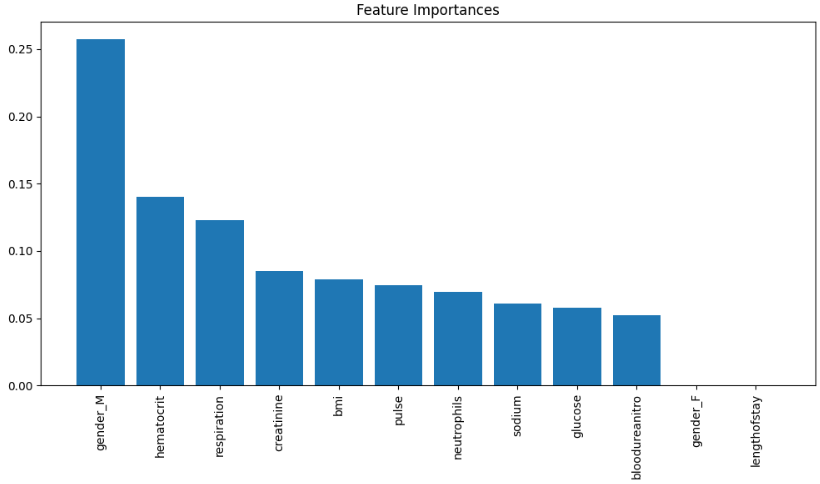 Feature Importances
0.25
0.20
0.15
0.10
0.05
0.00
gender_M
hematocrit
respiration
creatinine
bmi
pulse
neutrophils
sodium
glucose
bloodureanitro
gender_F
lengthofstay